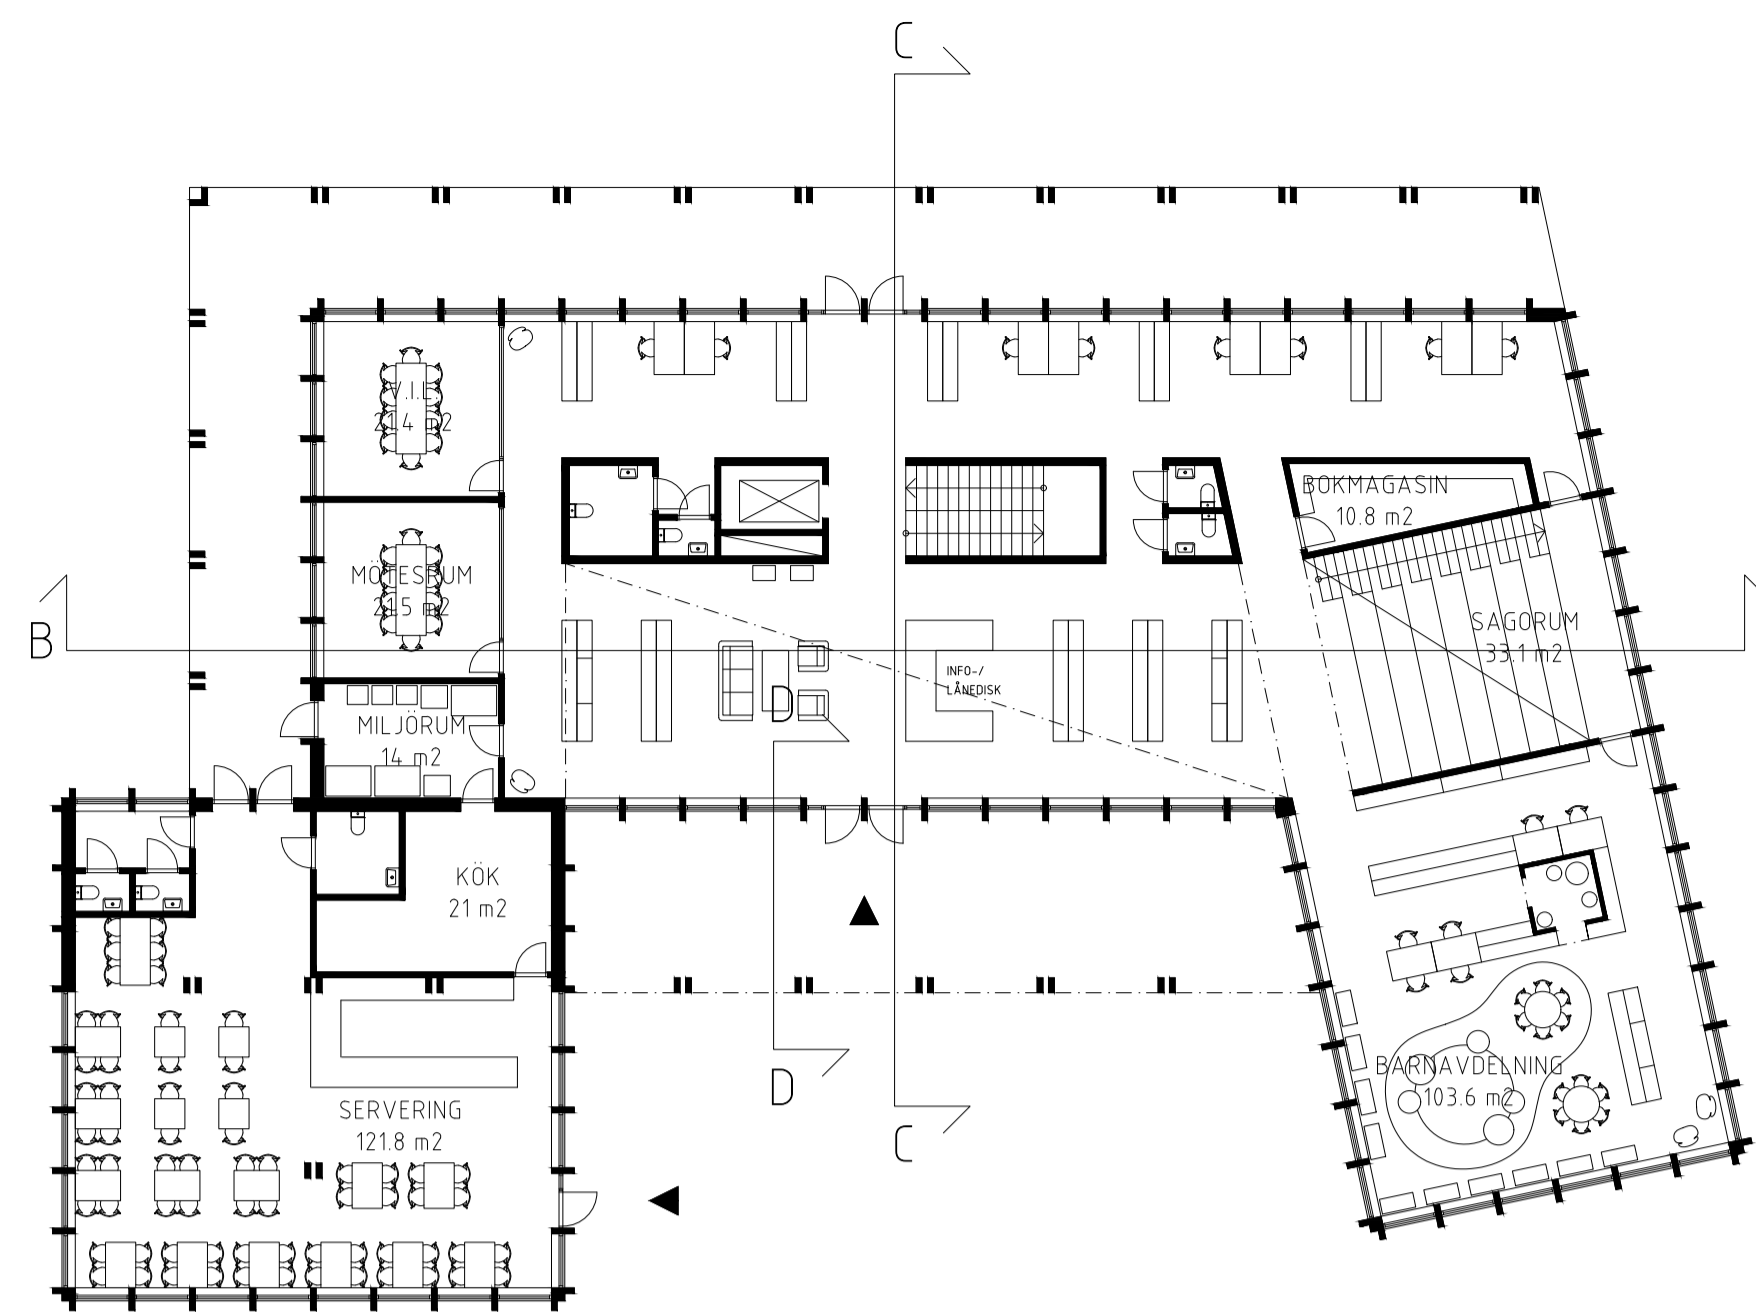 C
V.I.L.
21.4 m2
BOKMAGASIN
10.8 m2
MÖTESRUM
21.5 m2
B
SAGORUM
33.1 m2
INFO-/
LÅNEDISK
D
MILJÖRUM
14 m2
KÖK
21 m2
BARNAVDELNING
103.6 m2
D
SERVERING
121.8 m2
C